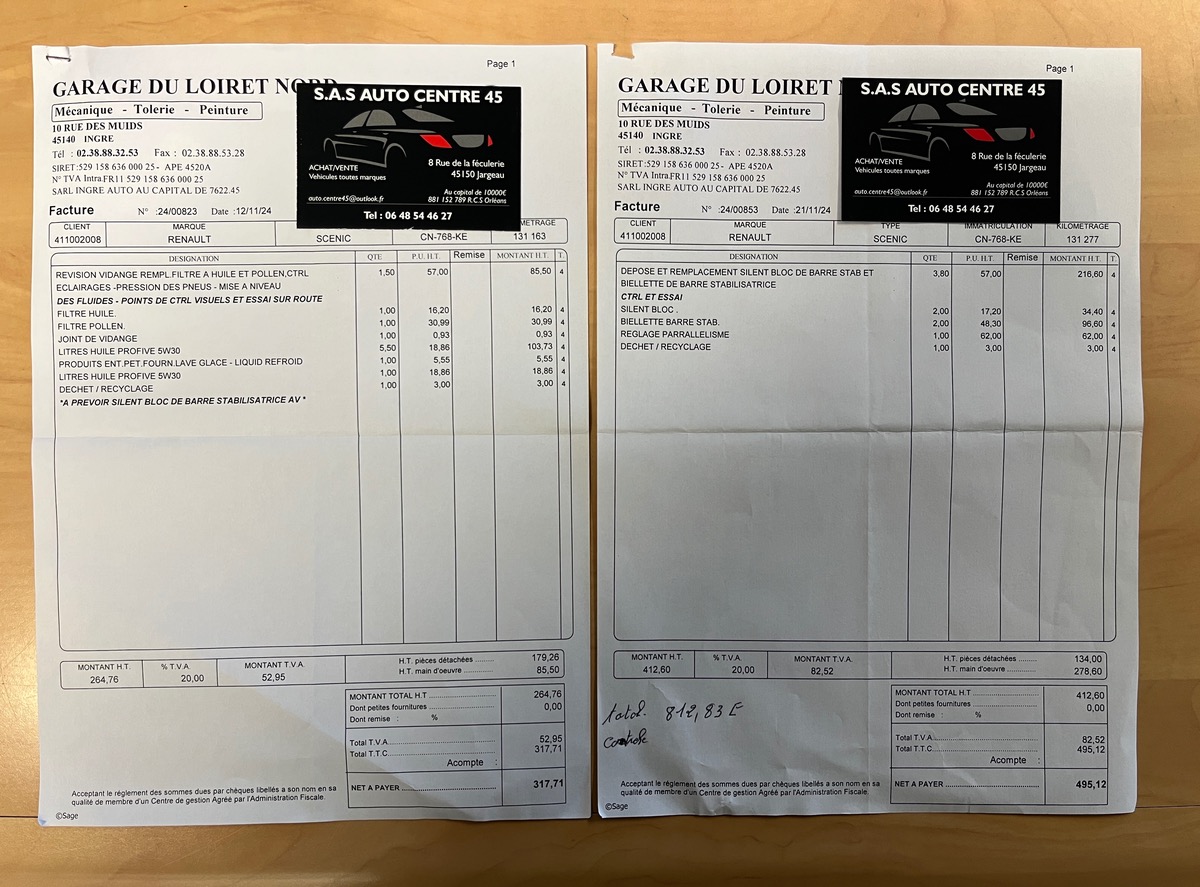 Page 1
GARAGE DU LOIRET NORD
Mécanique - Tolerie - Peinture
10 RUE DES MUIDS
45140 INGRE
Tél : 02.38.88.32.53 Fax : 02.38.88.53.28
SIRET:529 158 636 000 25- APE 4520A
N° TVA Intra.FR11 529 158 636 000 25
SARL INGRE AUTO AU CAPITAL DE 7622.45
S.A.S AUTO CENTRE 45
ACHAT/VENTE
Vehicules toutes marques
8 Rue de la féculerie
45150 Jargeau
auto.centre45@outlook.fr
Au capital de 10000€
881 152 789 R.C.S Orléans
Tel : 06 48 54 46 27
Facture N° :24/00823 Date :12/11/24
CLIENT MARQUE METRAGE
411002008 RENAULT SCENIC CN-768-KE 131 163
DESIGNATION QTE P.U. H.T. Remise MONTANT H.T. T.
REVISION VIDANGE REMPL.FILTRE A HUILE ET POLLEN,CTRL 1,50 57,00 85,50 4
ECLAIRAGES -PRESSION DES PNEUS - MISE A NIVEAU
DES FLUIDES - POINTS DE CTRL VISUELS ET ESSAI SUR ROUTE
FILTRE HUILE. 1,00 16,20 16,20 4
FILTRE POLLEN. 1,00 30,99 30,99 4
JOINT DE VIDANGE 1,00 0,93 0,93 4
LITRES HUILE PROFIVE 5W30 5,50 18,86 103,73 4
PRODUITS ENT.PET.FOURN.LAVE GLACE - LIQUID REFROID 1,00 5,55 5,55 4
LITRES HUILE PROFIVE 5W30 1,00 18,86 18,86 4
DECHET / RECYCLAGE 1,00 3,00 3,00 4
*A PREVOIR SILENT BLOC DE BARRE STABILISATRICE AV *
MONTANT H.T. % T.V.A. MONTANT T.V.A.
264,76 20,00 52,95
H.T. pièces détachées .......... 179,26
H.T. main d'oeuvre .......... 85,50
MONTANT TOTAL H.T .......... 264,76
Dont petites fournitures .......... 0,00
Dont remise : %
Total T.V.A.......... 52,95
Total T.T.C.......... 317,71
Acompte :
NET A PAYER .......... 317,71
Acceptant le réglement des sommes dues par chèques libellés a son nom en sa
qualité de membre d'un Centre de gestion Agréé par l'Administration Fiscale.
©Sage
Page 1
GARAGE DU LOIRET
Mécanique - Tolerie - Peinture
10 RUE DES MUIDS
45140 INGRE
Tél : 02.38.88.32.53 Fax : 02.38.88.53.28
SIRET:529 158 636 000 25- APE 4520A
N° TVA Intra.FR11 529 158 636 000 25
SARL INGRE AUTO AU CAPITAL DE 7622.45
S.A.S AUTO CENTRE 45
ACHAT/VENTE
Vehicules toutes marques
8 Rue de la féculerie
45150 Jargeau
auto.centre45@outlook.fr
Au capital de 10000€
881 152 789 R.C.S Orléans
Tel : 06 48 54 46 27
Facture N° :24/00853 Date :21/11/24
CLIENT MARQUE TYPE IMMATRICULATION KILOMETRAGE
411002008 RENAULT SCENIC CN-768-KE 131 277
DESIGNATION QTE P.U. H.T. Remise MONTANT H.T. T.
DEPOSE ET REMPLACEMENT SILENT BLOC DE BARRE STAB ET 3,80 57,00 216,60 4
BIELLETTE DE BARRE STABILISATRICE
CTRL ET ESSAI
SILENT BLOC . 2,00 17,20 34,40 4
BIELLETTE BARRE STAB. 2,00 48,30 96,60 4
REGLAGE PARRALLELISME 1,00 62,00 62,00 4
DECHET / RECYCLAGE 1,00 3,00 3,00 4
MONTANT H.T. % T.V.A. MONTANT T.V.A.
412,60 20,00 82,52
H.T. pièces détachées .......... 134,00
H.T. main d'oeuvre .......... 278,60
total. 812,83 €
Controle
MONTANT TOTAL H.T .......... 412,60
Dont petites fournitures .......... 0,00
Dont remise : %
Total T.V.A.......... 82,52
Total T.T.C.......... 495,12
Acompte :
NET A PAYER .......... 495,12
Acceptant le réglement des sommes dues par chèques libellés a son nom en sa
qualité de membre d'un Centre de gestion Agréé par l'Administration Fiscale.
©Sage